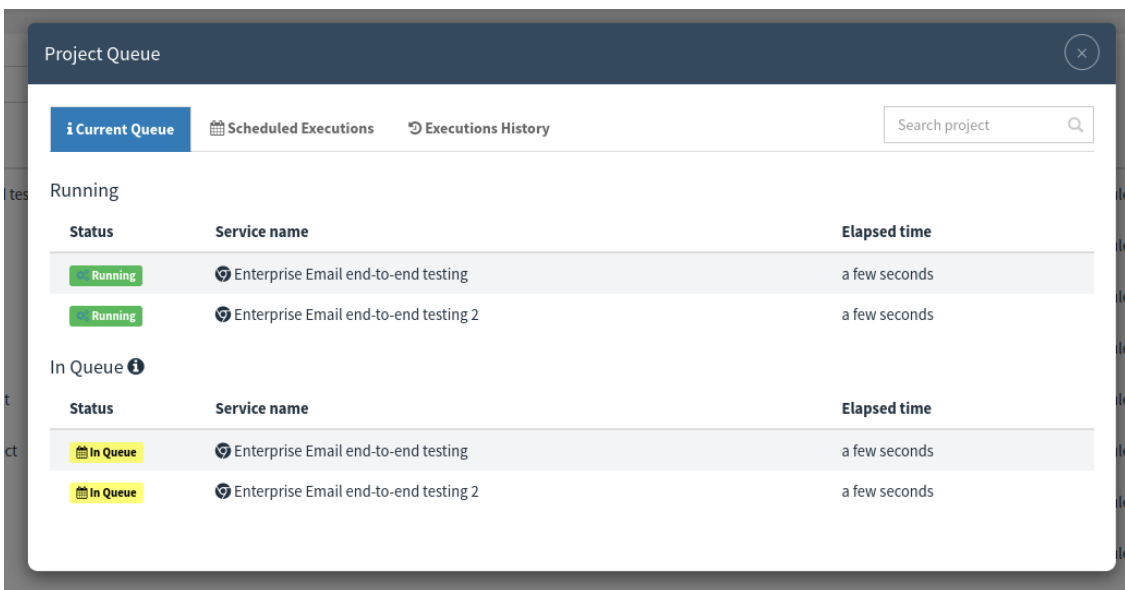 Project Queue
Current Queue Scheduled Executions Executions History Search project
Running
Status Service name Elapsed time
Running Enterprise Email end-to-end testing a few seconds
Running Enterprise Email end-to-end testing 2 a few seconds
In Queue
Status Service name Elapsed time
In Queue Enterprise Email end-to-end testing a few seconds
In Queue Enterprise Email end-to-end testing 2 a few seconds